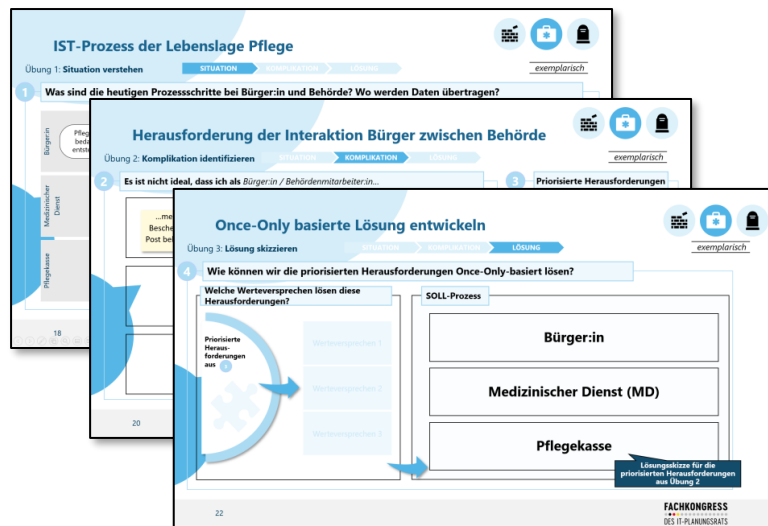 IST-Prozess der Lebenslage Pflege
Übung 1: Situation verstehen
SITUATION
KOMPLIKATION
LÖSUNG
exemplarisch
1
Was sind die heutigen Prozessschritte bei Bürger:in und Behörde? Wo werden Daten übertragen?
Bürger:in
Medizinischer
Dienst
Pflegekasse
18
Herausforderung der Interaktion Bürger zwischen Behörde
Übung 2: Komplikation identifizieren
SITUATION
KOMPLIKATION
LÖSUNG
exemplarisch
2
Es ist nicht ideal, dass ich als Bürger:in / Behördenmitarbeiter:in...
3
Priorisierte Herausforderungen
20
Once-Only basierte Lösung entwickeln
Übung 3: Lösung skizzieren
SITUATION
KOMPLIKATION
LÖSUNG
exemplarisch
4
Wie können wir die priorisierten Herausforderungen Once-Only-basiert lösen?
Welche Werteversprechen lösen diese
Herausforderungen?
Priorisierte
Heraus-
forderungen
aus
Werteversprechen 1
Werteversprechen 2
Werteversprechen 3
SOLL-Prozess
Bürger:in
Medizinischer Dienst (MD)
Pflegekasse
Lösungsskizze für die
priorisierten Herausforderungen
aus Übung 2
22
FACHKONGRESS
DES IT-PLANUNGSRATS